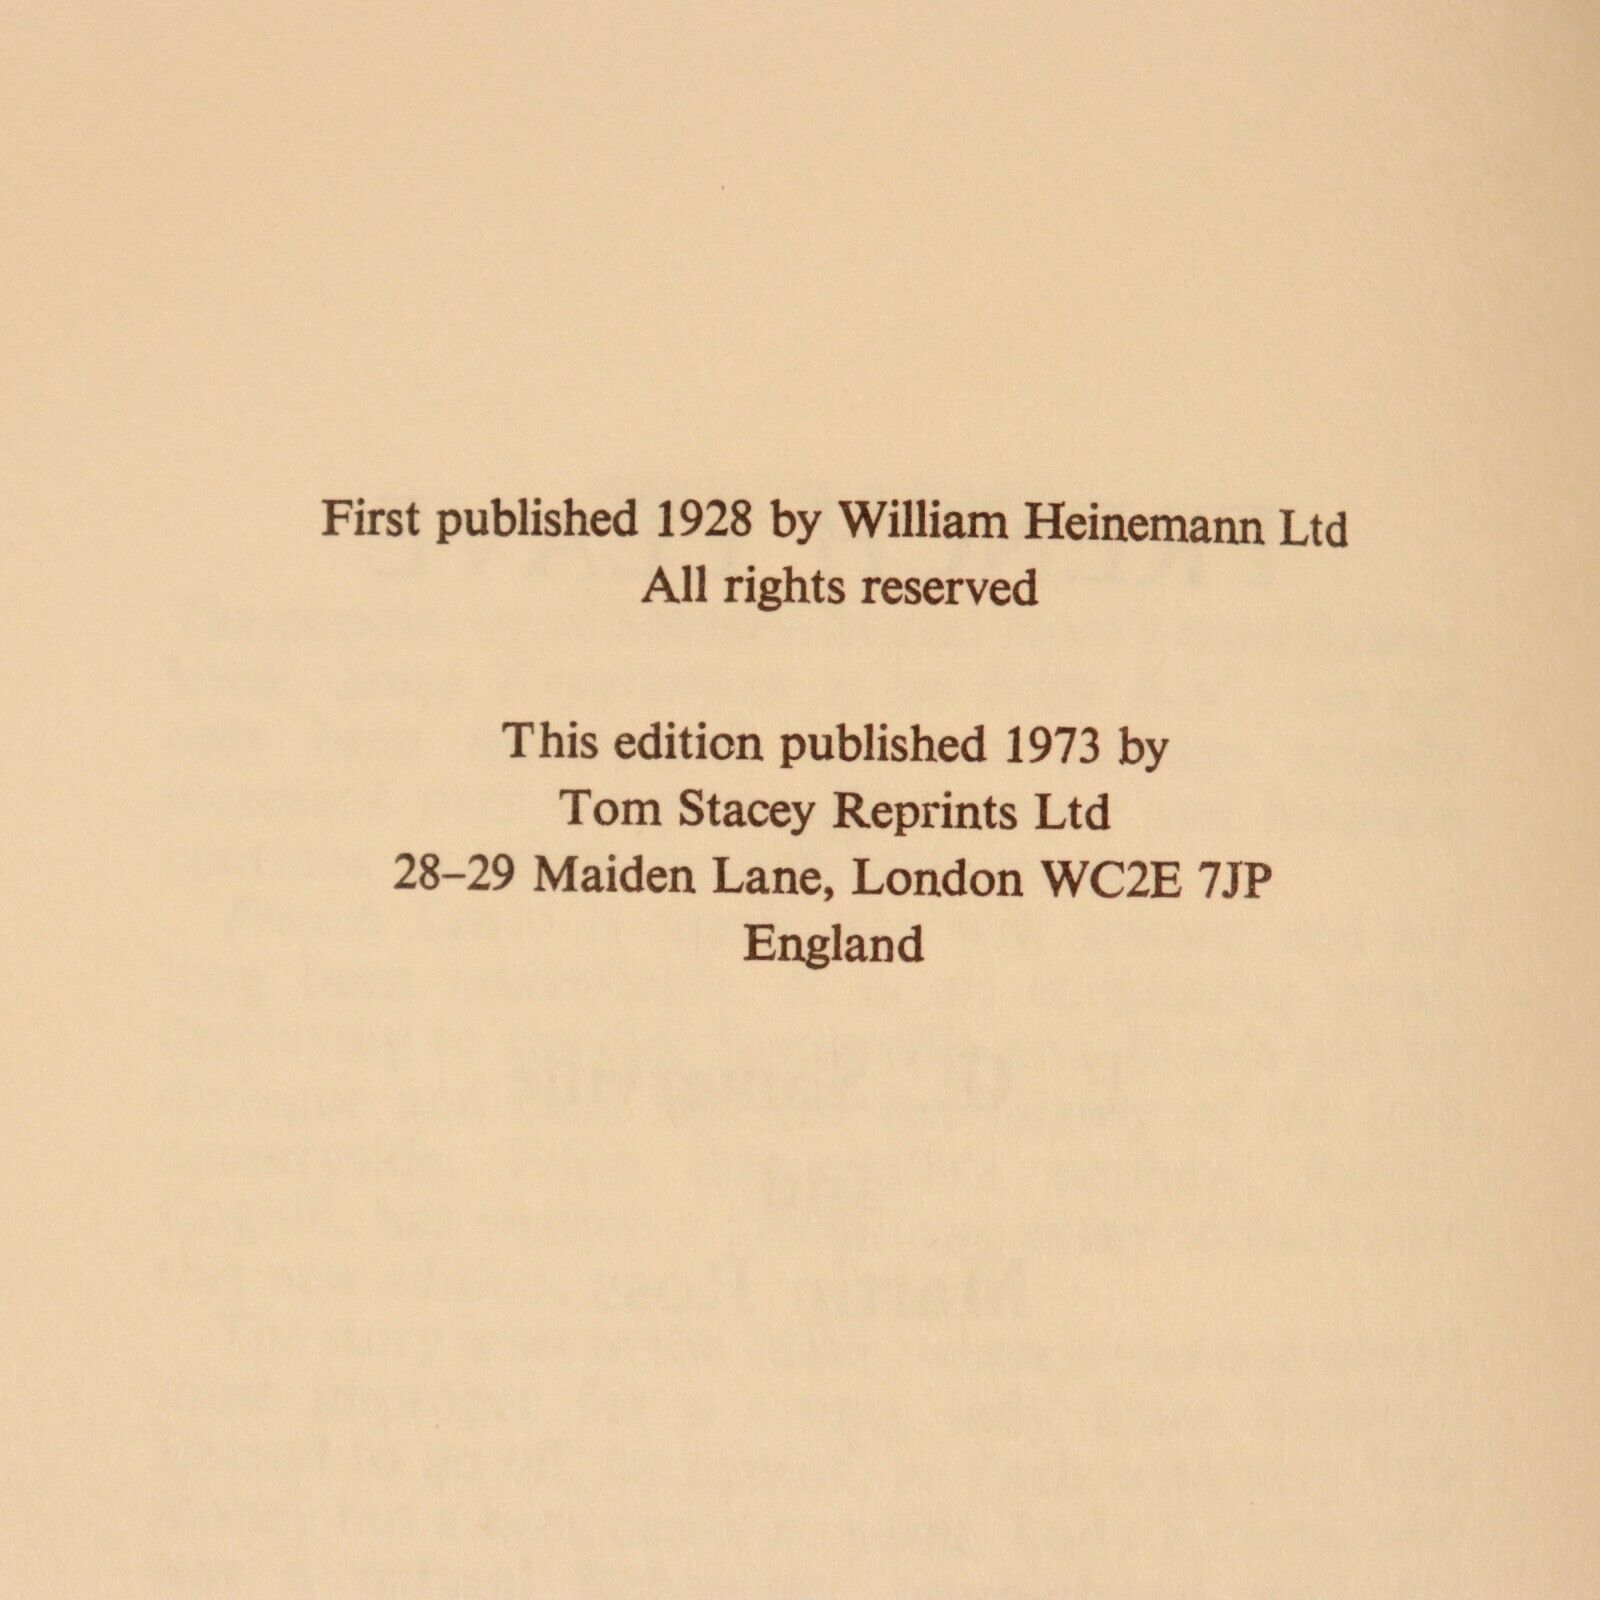 First published 1928 by William Heinemann Ltd
All rights reserved
This edition published 1973 by
Tom Stacey Reprints Ltd
28–29 Maiden Lane, London WC2E 7JP
England